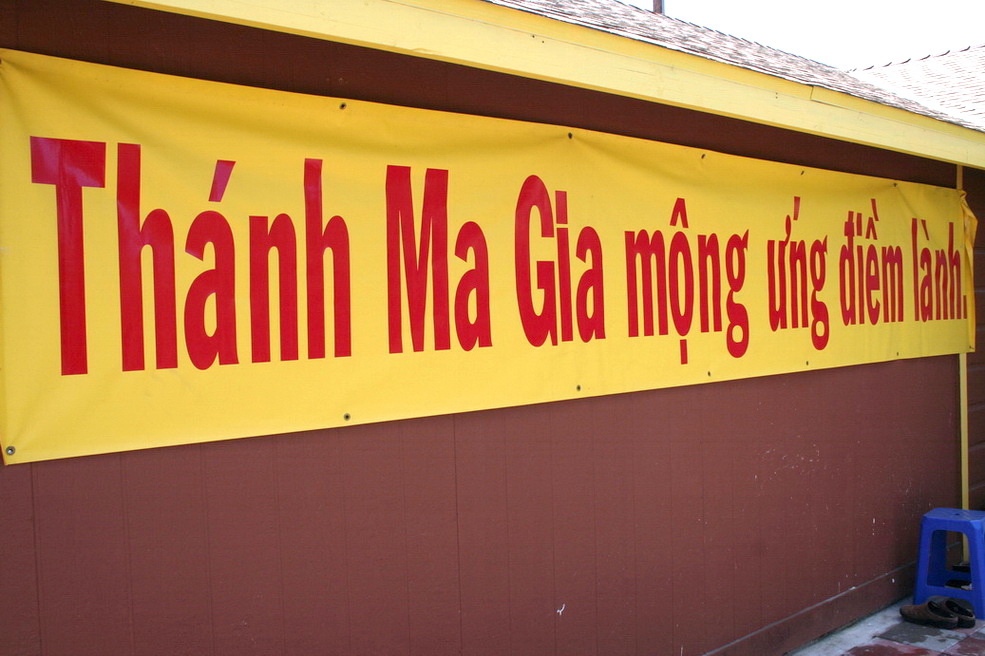 Thánh Ma Gia mộng ứng điềm lành.